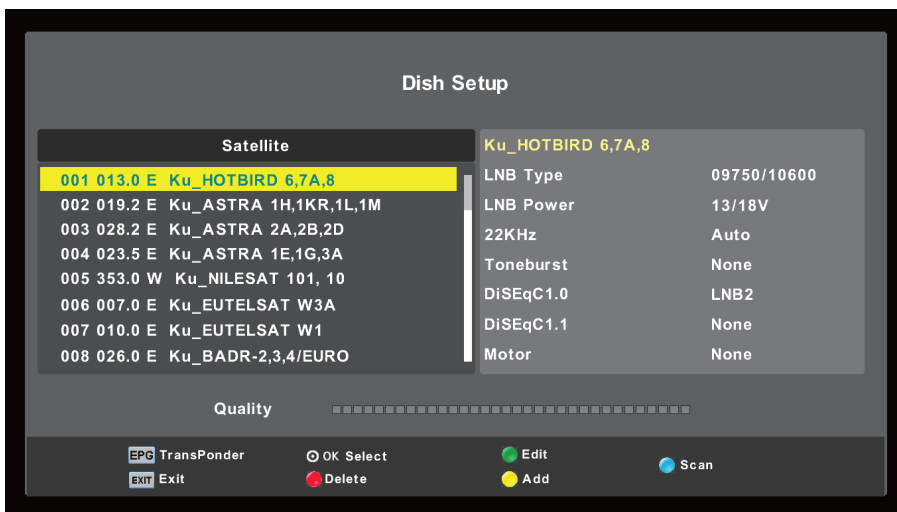 Dish Setup
Satellite
001 013.0 E Ku_HOTBIRD 6,7A,8
002 019.2 E Ku_ASTRA 1H,1KR,1L,1M
003 028.2 E Ku_ASTRA 2A,2B,2D
004 023.5 E Ku_ASTRA 1E,1G,3A
005 353.0 W Ku_NILESAT 101, 10
006 007.0 E Ku_EUTELSAT W3A
007 010.0 E Ku_EUTELSAT W1
008 026.0 E Ku_BADR-2,3,4/EURO
Ku_HOTBIRD 6,7A,8
LNB Type 09750/10600
LNB Power 13/18V
22KHz Auto
Toneburst None
DiSEqC1.0 LNB2
DiSEqC1.1 None
Motor None
Quality
EPG TransPonder OK Select Edit Scan
EXIT Exit Delete Add